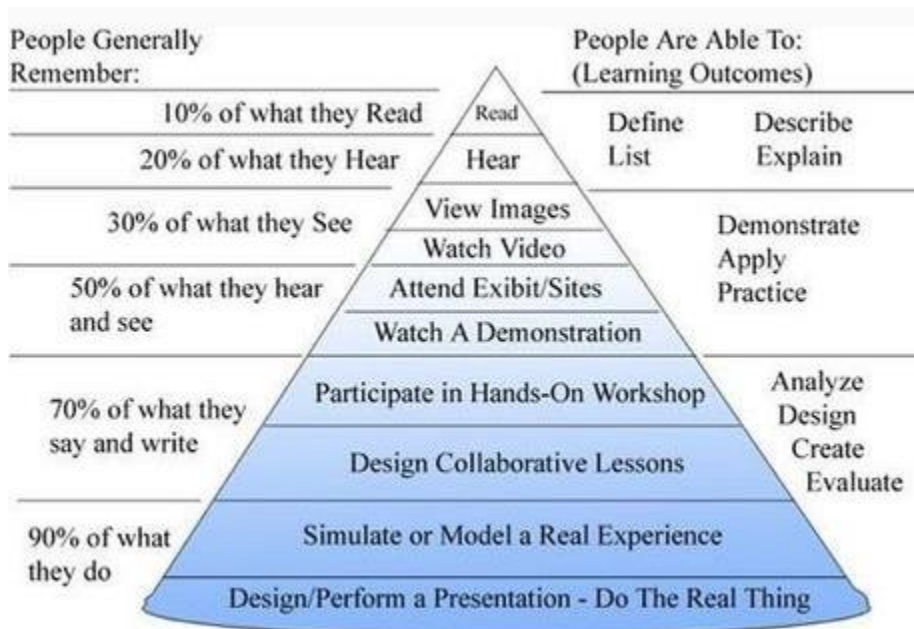 People Generally
Remember:
People Are Able To:
(Learning Outcomes)
10% of what they Read
Read
Define
Describe
List
Explain
20% of what they Hear
Hear
30% of what they See
View Images
Watch Video
Demonstrate
Apply
Practice
50% of what they hear
and see
Attend Exibit/Sites
Watch A Demonstration
70% of what they
say and write
Participate in Hands-On Workshop
Design Collaborative Lessons
Analyze
Design
Create
Evaluate
90% of what
they do
Simulate or Model a Real Experience
Design/Perform a Presentation - Do The Real Thing